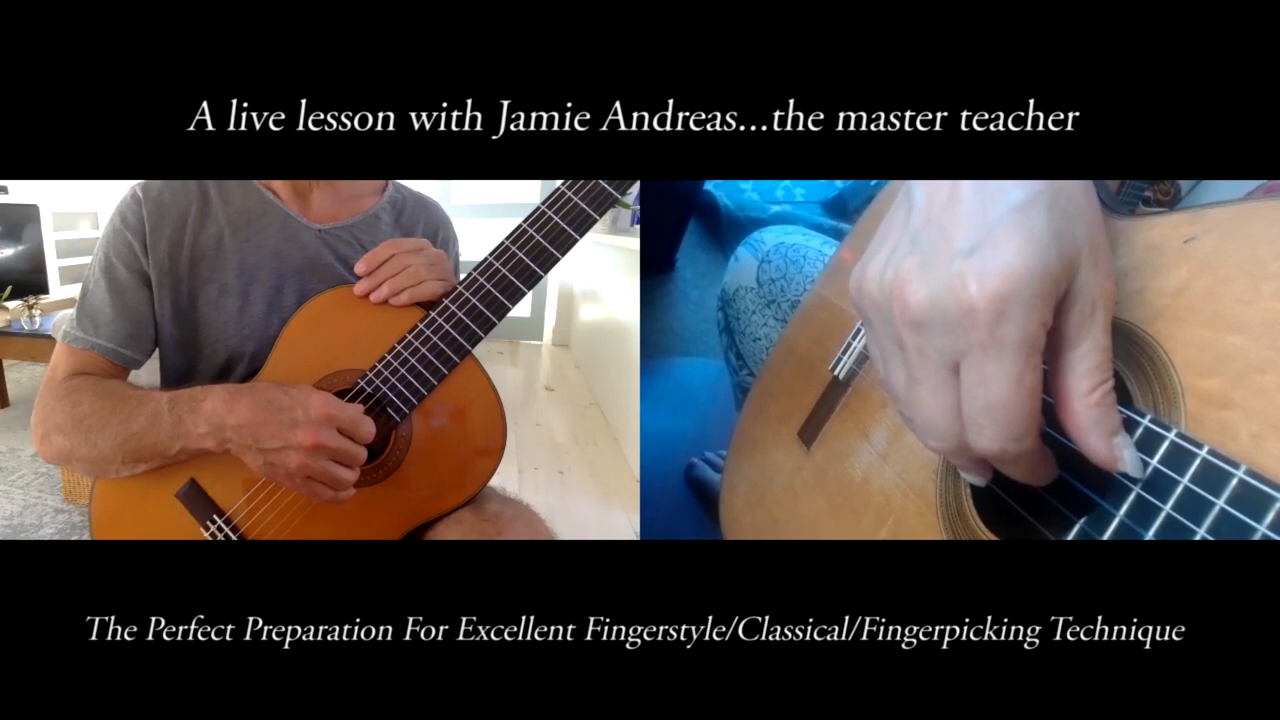 A live lesson with Jamie Andreas...the master teacher
The Perfect Preparation For Excellent Fingerstyle/Classical/Fingerpicking Technique